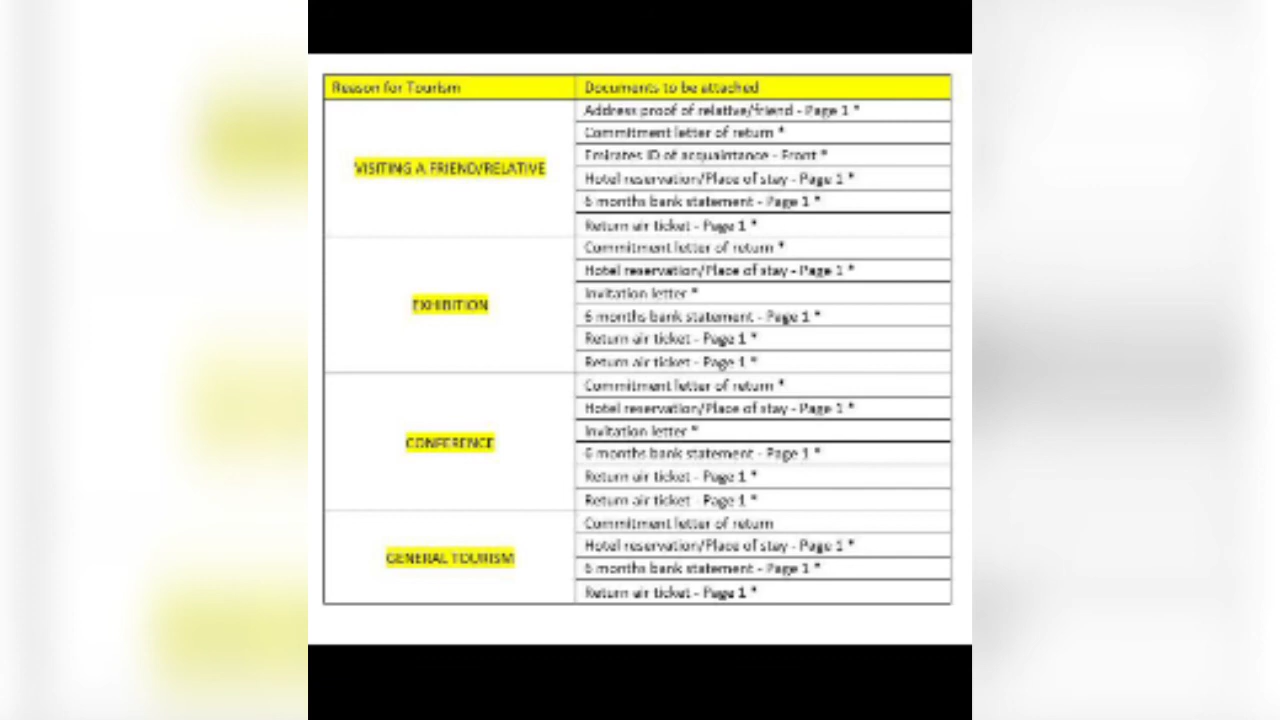 Reason for Tourism
Documents to be attached
VISITING A FRIEND/RELATIVE
Address proof of relative/friend - Page 1 *
Commitment letter of return *
Emirates ID of acquaintance - Front *
Hotel reservation/Place of stay - Page 1 *
6 months bank statement - Page 1 *
Return air ticket - Page 1 *
EXHIBITION
Commitment letter of return *
Hotel reservation/Place of stay - Page 1 *
Invitation letter *
6 months bank statement - Page 1 *
Return air ticket - Page 1 *
Return air ticket - Page 1 *
CONFERENCE
Commitment letter of return *
Hotel reservation/Place of stay - Page 1 *
Invitation letter *
6 months bank statement - Page 1 *
Return air ticket - Page 1 *
Return air ticket - Page 1 *
GENERAL TOURISM
Commitment letter of return
Hotel reservation/Place of stay - Page 1 *
6 months bank statement - Page 1 *
Return air ticket - Page 1 *